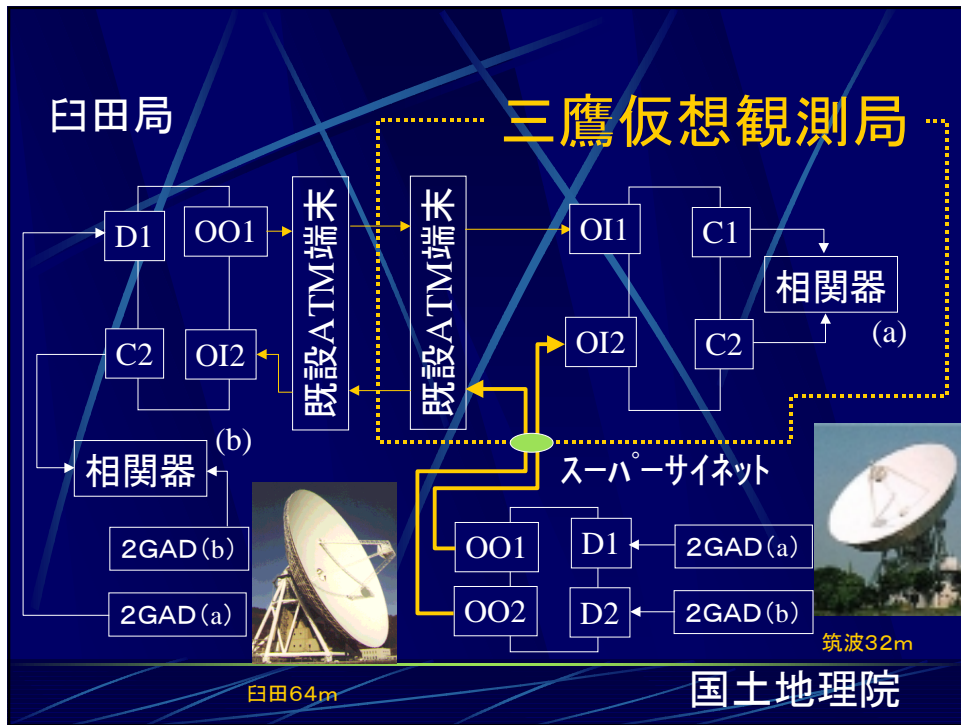 臼田局
三鷹仮想観測局
D1
OO1
既設ATM端末
既設ATM端末
OI1
C1
相関器
(a)
C2
OI2
OI2
C2
(b)
相関器
スーパーサイネット
2GAD(b)
OO1
D1
2GAD(a)
2GAD(a)
OO2
D2
2GAD(b)
筑波32m
臼田64m
国土地理院